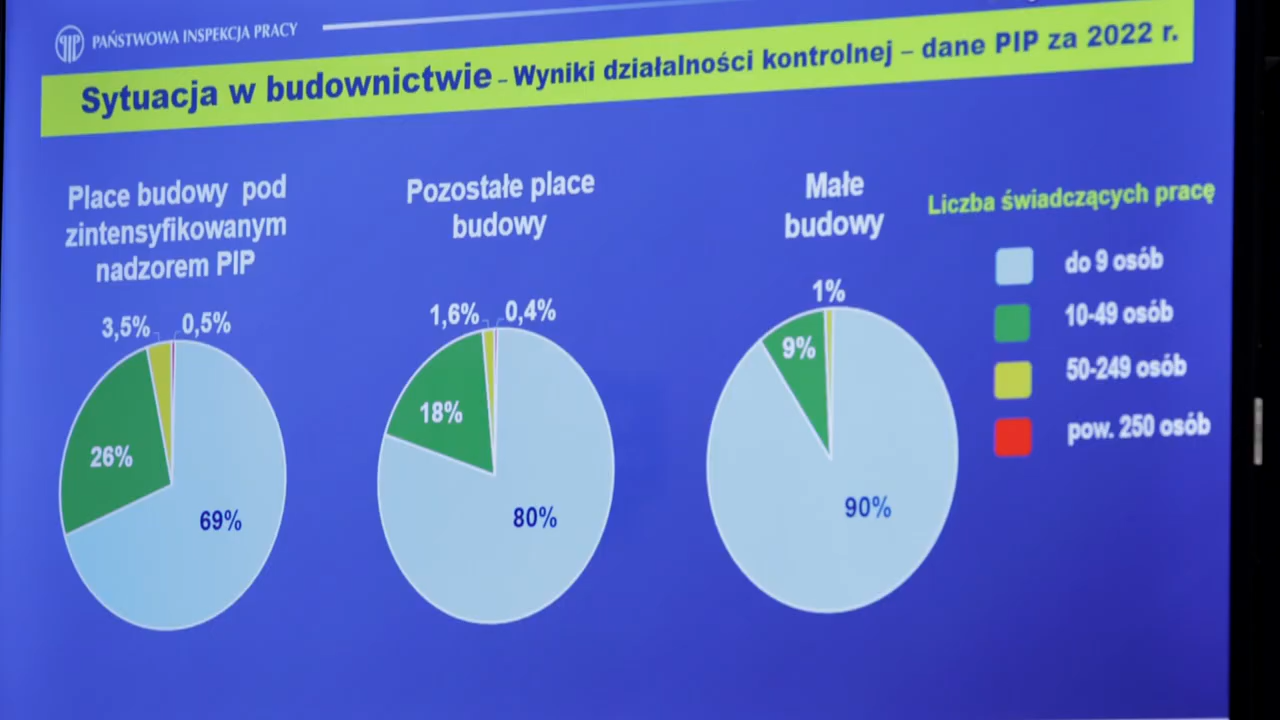 PAŃSTWOWA INSPEKCJA PRACY
Sytuacja w budownictwie – Wyniki działalności kontrolnej – dane PIP za 2022 r.
Place budowy pod
zintensyfikowanym
nadzorem PIP
3,5%
0,5%
26%
69%
Pozostałe place
budowy
1,6%
0,4%
18%
80%
Małe
budowy
1%
9%
90%
Liczba świadczących pracę
do 9 osób
10-49 osób
50-249 osób
pow. 250 osób